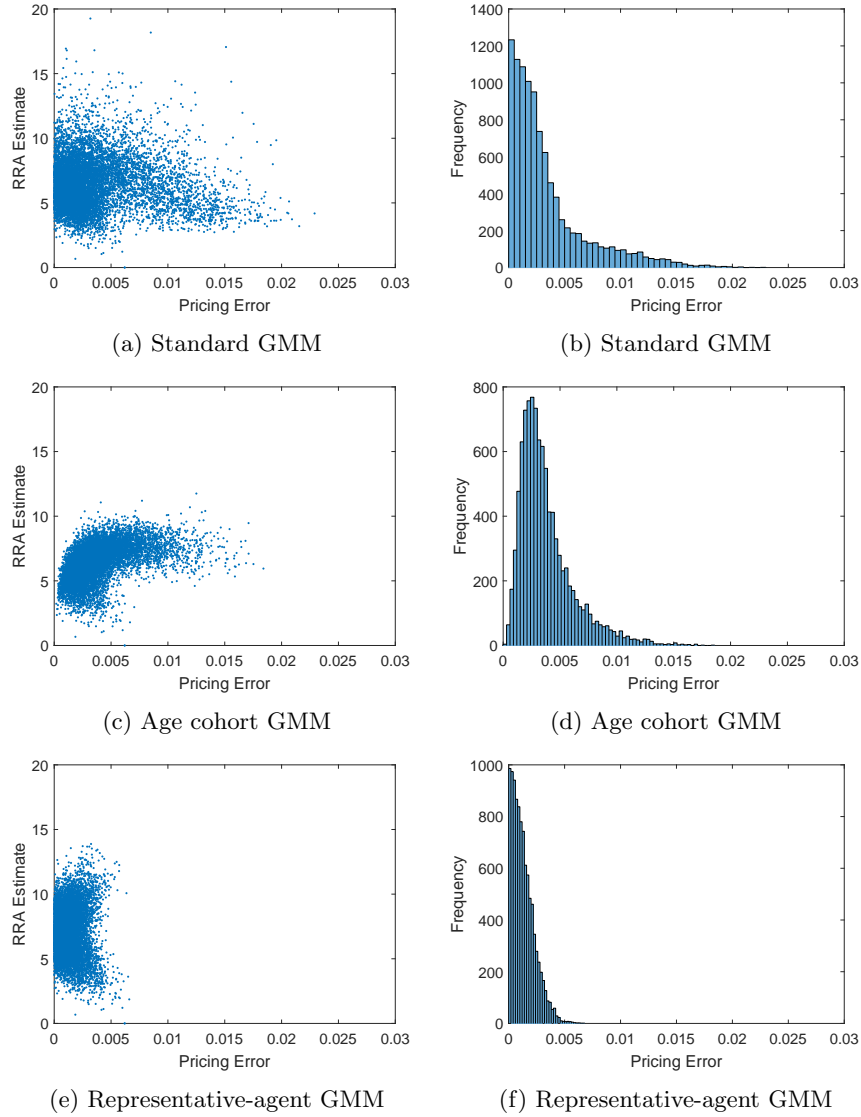 20
15
10
5
0
RRA Estimate
0 0.005 0.01 0.015 0.02 0.025 0.03
Pricing Error
(a) Standard GMM
1400
1200
1000
800
600
400
200
0
Frequency
0 0.005 0.01 0.015 0.02 0.025 0.03
Pricing Error
(b) Standard GMM
20
15
10
5
0
RRA Estimate
0 0.005 0.01 0.015 0.02 0.025 0.03
Pricing Error
(c) Age cohort GMM
800
600
400
200
0
Frequency
0 0.005 0.01 0.015 0.02 0.025 0.03
Pricing Error
(d) Age cohort GMM
20
15
10
5
0
RRA Estimate
0 0.005 0.01 0.015 0.02 0.025 0.03
Pricing Error
(e) Representative-agent GMM
1000
800
600
400
200
0
Frequency
0 0.005 0.01 0.015 0.02 0.025 0.03
Pricing Error
(f) Representative-agent GMM